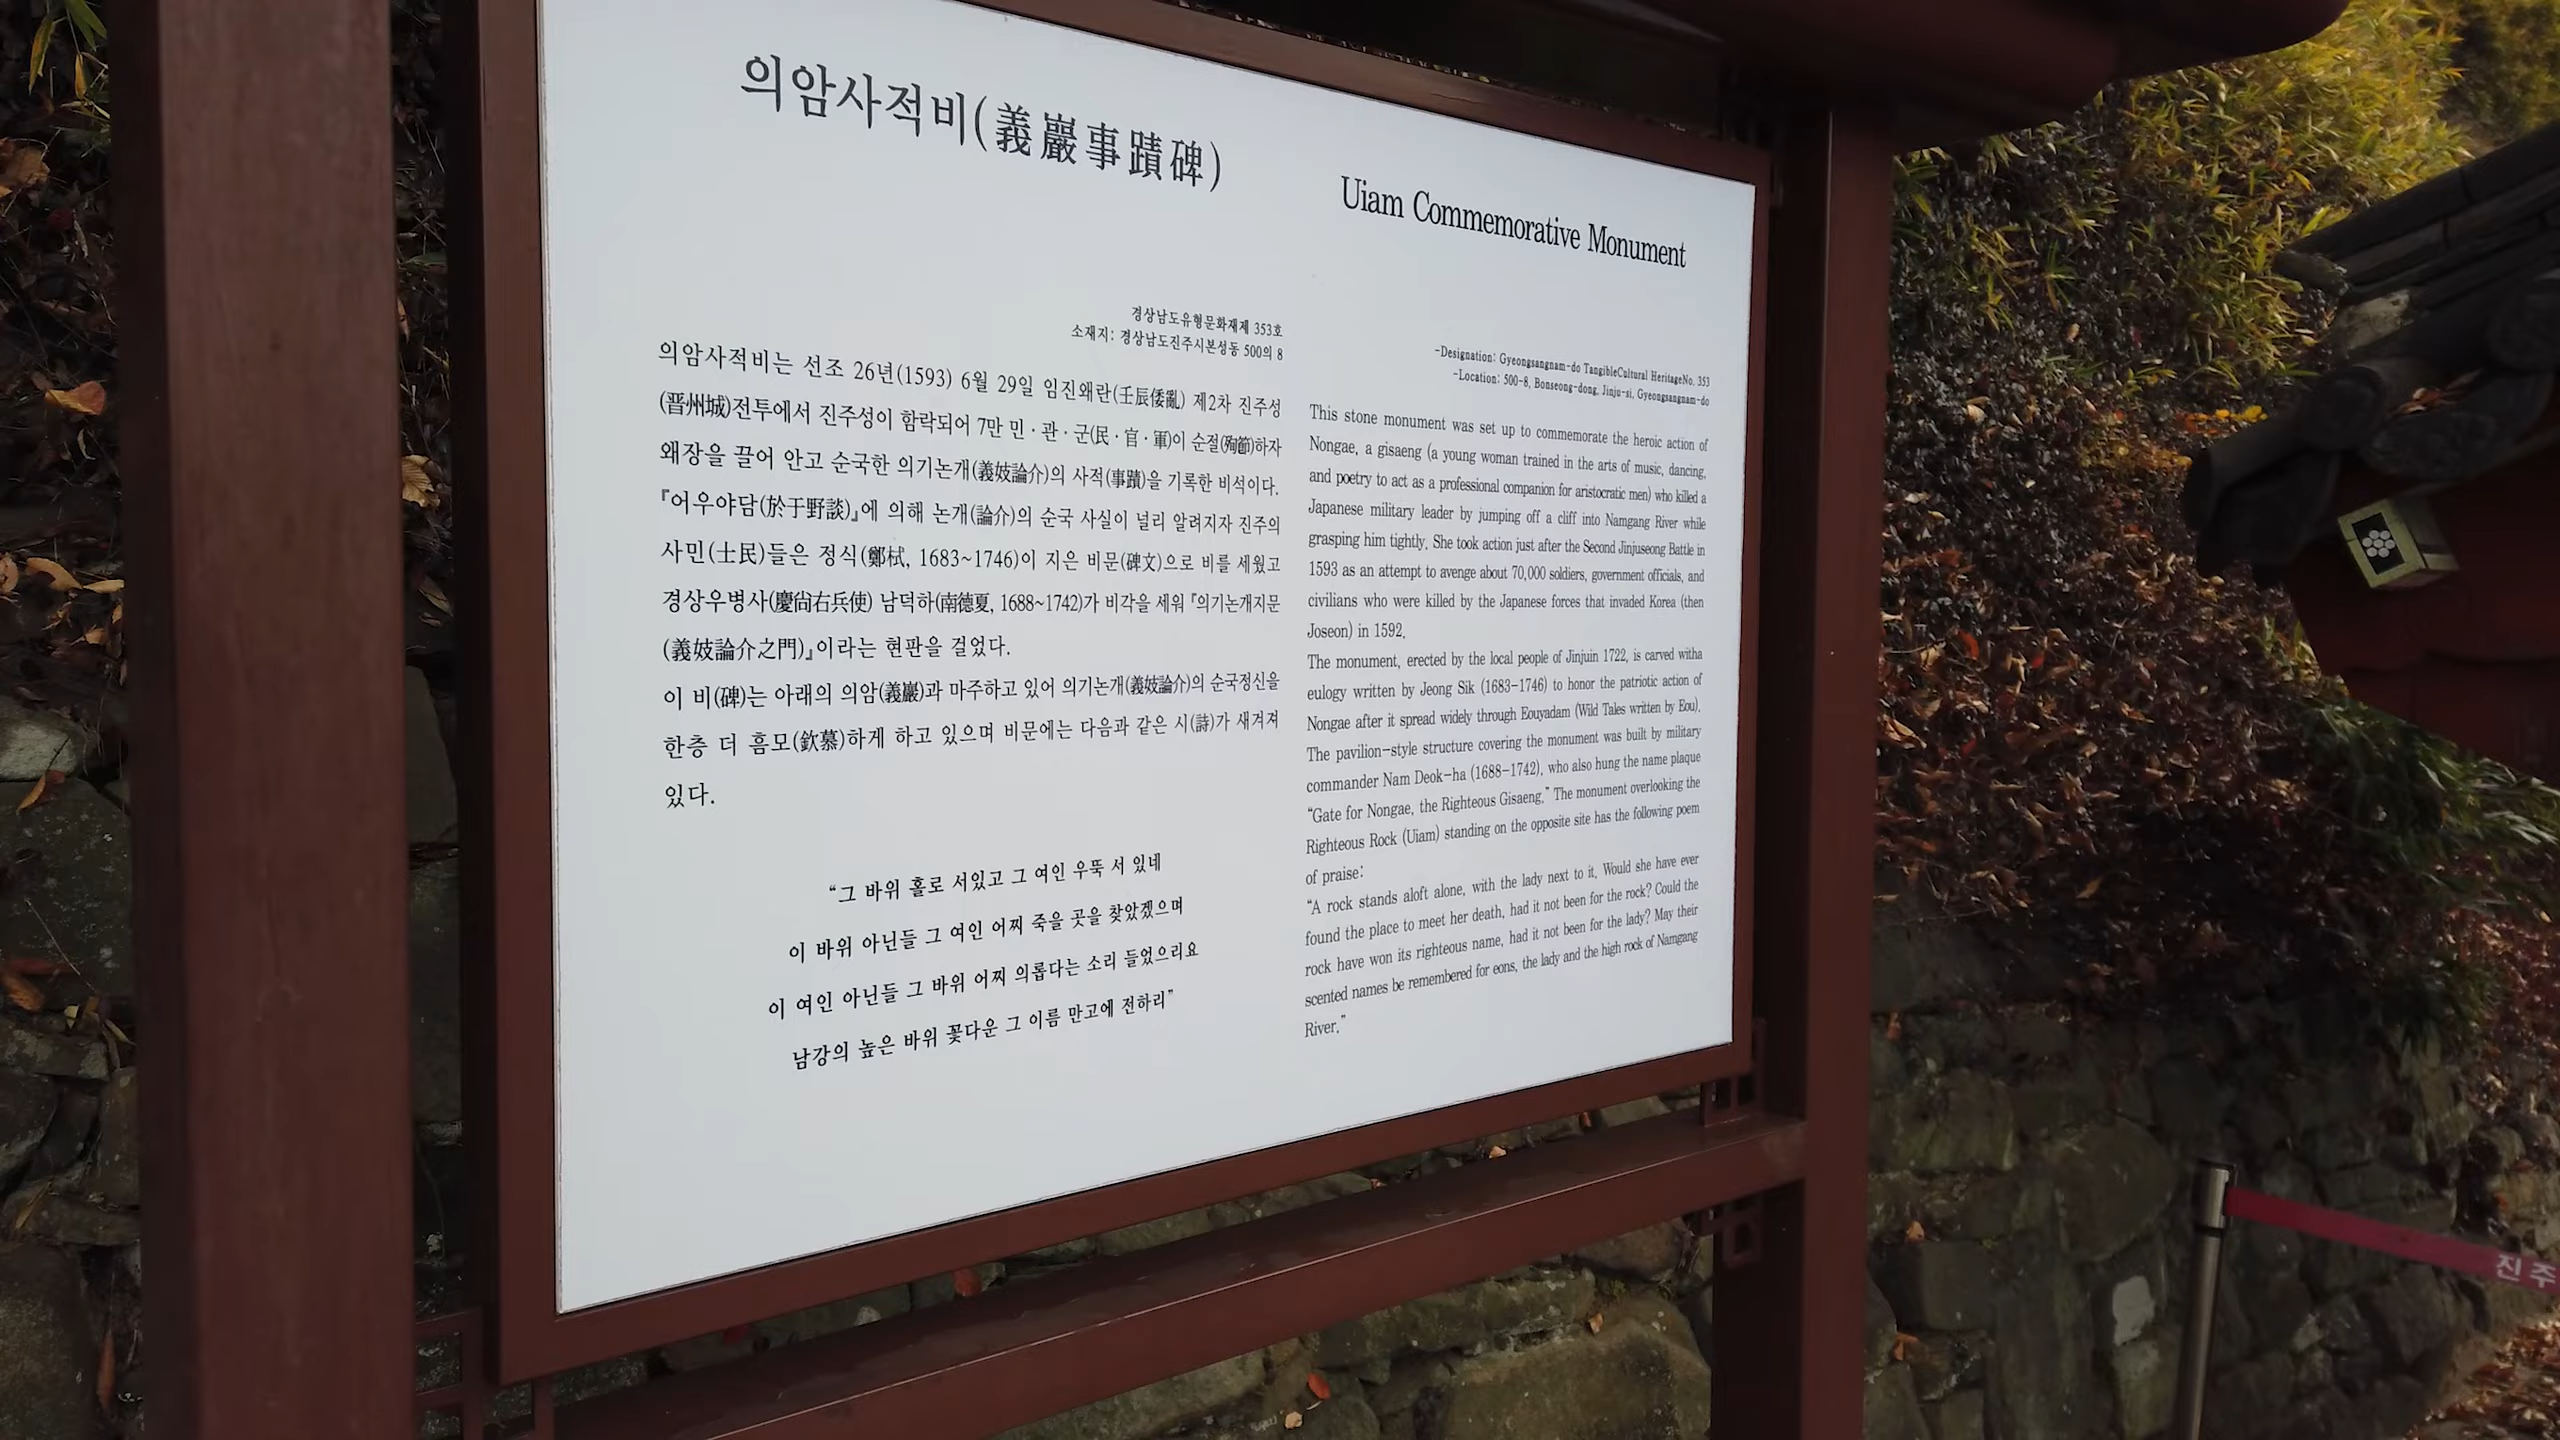 의암사적비(義巖事蹟碑)
경상남도유형문화재제 353호
소재지: 경상남도진주시본성동 500의 8
의암사적비는 선조 26년(1593) 6월 29일 임진왜란(壬辰倭亂) 제2차 진주성
(晋州城)전투에서 진주성이 함락되어 7만 민·관·군(民·官·軍)이 순절(殉節)하자
왜장을 끌어 안고 순국한 의기논개(義妓論介)의 사적(事蹟)을 기록한 비석이다.
『어우야담(於于野談)』에 의해 논개(論介)의 순국 사실이 널리 알려지자 진주의
사민(士民)들은 정식(鄭栻, 1683~1746)이 지은 비문(碑文)으로 비를 세웠고
경상우병사(慶尙右兵使) 남덕하(南德夏, 1688~1742)가 비각을 세워 『의기논개지문
(義妓論介之門)』이라는 현판을 걸었다.
이 비(碑)는 아래의 의암(義巖)과 마주하고 있어 의기논개(義妓論介)의 순국정신을
한층 더 흠모(欽慕)하게 하고 있으며 비문에는 다음과 같은 시(詩)가 새겨져
있다.
“그 바위 홀로 서있고 그 여인 우뚝 서 있네
이 바위 아닌들 그 여인 어찌 죽을 곳을 찾았겠으며
이 여인 아닌들 그 바위 어찌 의롭다는 소리 들었으리요
남강의 높은 바위 꽃다운 그 이름 만고에 전하리”
Uiam Commemorative Monument
-Designation: Gyeongsangnam-do TangibleCultural HeritageNo. 353
-Location: 500-8, Bonseong-dong, Jinju-si, Gyeongsangnam-do
This stone monument was set up to commemorate the heroic action of
Nongae, a gisaeng (a young woman trained in the arts of music, dancing,
and poetry to act as a professional companion for aristocratic men) who killed a
Japanese military leader by jumping off a cliff into Namgang River while
grasping him tightly. She took action just after the Second Jinjuseong Battle in
1593 as an attempt to avenge about 70,000 soldiers, government officials, and
civilians who were killed by the Japanese forces that invaded Korea (then
Joseon) in 1592.
The monument, erected by the local people of Jinjuin 1722, is carved witha
eulogy written by Jeong Sik (1683-1746) to honor the patriotic action of
Nongae after it spread widely through Eouyadam (Wild Tales written by Eou).
The pavilion-style structure covering the monument was built by military
commander Nam Deok-ha (1688-1742), who also hung the name plaque
“Gate for Nongae, the Righteous Gisaeng.” The monument overlooking the
Righteous Rock (Uiam) standing on the opposite site has the following poem
of praise:
“A rock stands aloft alone, with the lady next to it. Would she have ever
found the place to meet her death, had it not been for the rock? Could the
rock have won its righteous name, had it not been for the lady? May their
scented names be remembered for eons, the lady and the high rock of Namgang
River.”
진주